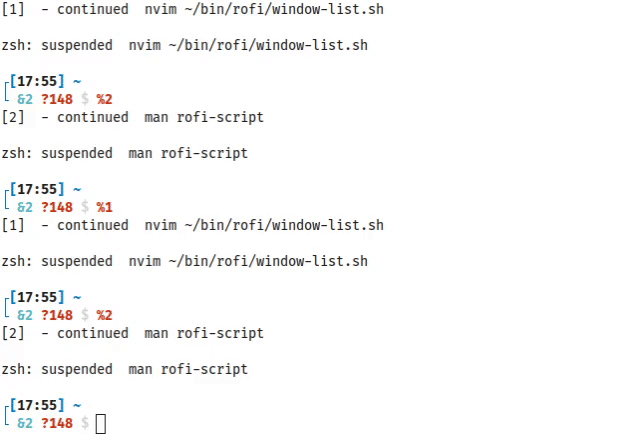 [1]  - continued  nvim ~/bin/rofi/window-list.sh
zsh: suspended  nvim ~/bin/rofi/window-list.sh
[17:55] ~
&2 ?148 $ %2
[2]  - continued  man rofi-script
zsh: suspended  man rofi-script
[17:55] ~
&2 ?148 $ %1
[1]  - continued  nvim ~/bin/rofi/window-list.sh
zsh: suspended  nvim ~/bin/rofi/window-list.sh
[17:55] ~
&2 ?148 $ %2
[2]  - continued  man rofi-script
zsh: suspended  man rofi-script
[17:55] ~
&2 ?148 $